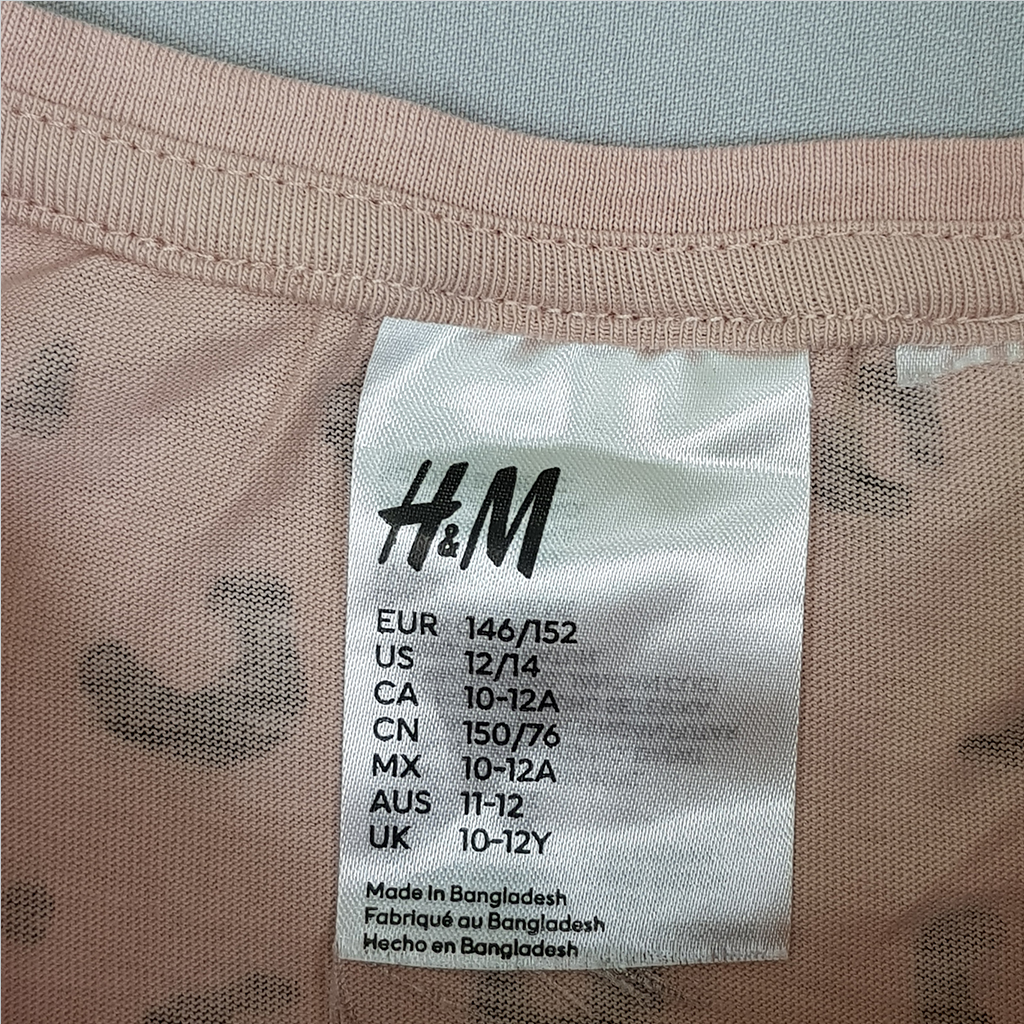 H&M
EUR 146/152
US 12/14
CA 10-12A
CN 150/76
MX 10-12A
AUS 11-12
UK 10-12Y
Made In Bangladesh
Fabriqué au Bangladesh
Hecho en Bangladesh